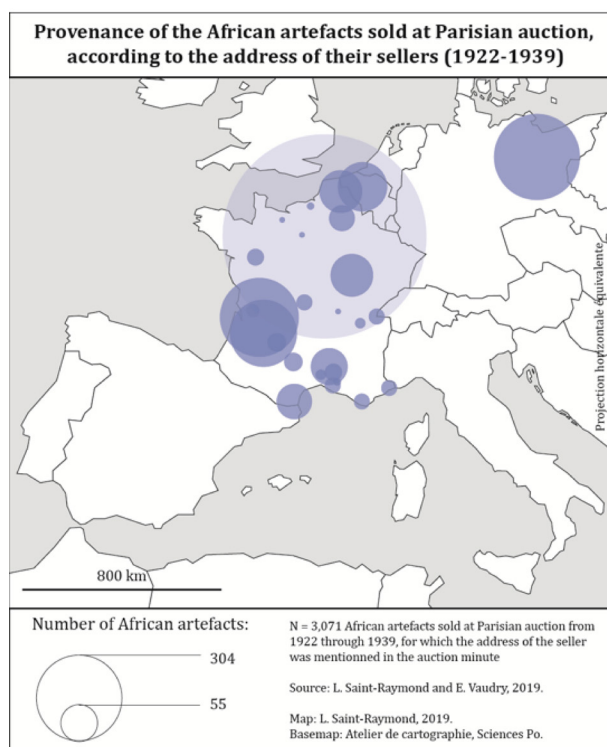 Provenance of the African artefacts sold at Parisian auction,
according to the address of their sellers (1922-1939)
Projection horizontale équivalente
800 km
Number of African artefacts:
304
55
N = 3,071 African artefacts sold at Parisian auction from
1922 through 1939, for which the address of the seller
was mentionned in the auction minute
Source: L. Saint-Raymond and E. Vaudry, 2019.
Map: L. Saint-Raymond, 2019.
Basemap: Atelier de cartographie, Sciences Po.